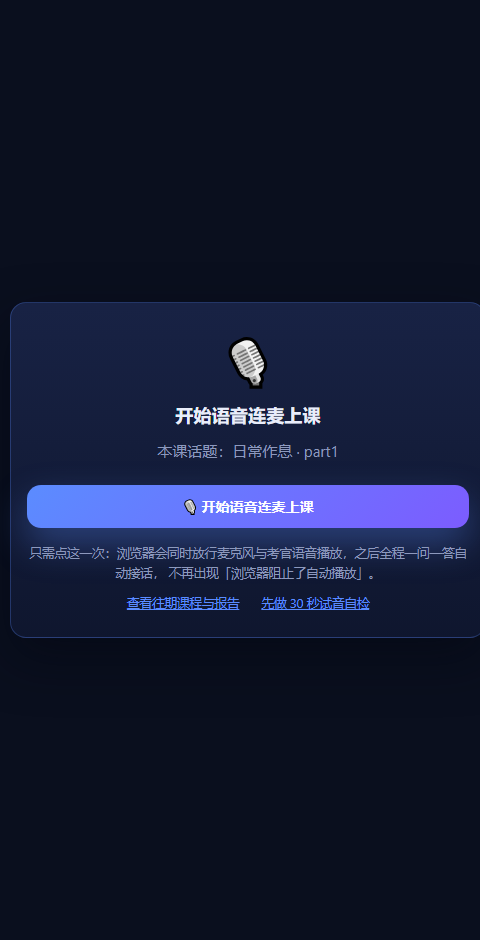 开始语音连麦上课
本课话题：日常作息 · part1
开始语音连麦上课
只需点这一次：浏览器会同时放行麦克风与考官语音播放，之后全程一问一答自
动接话， 不再出现「浏览器阻止了自动播放」。
查看往期课程与报告 先做 30 秒试音自检